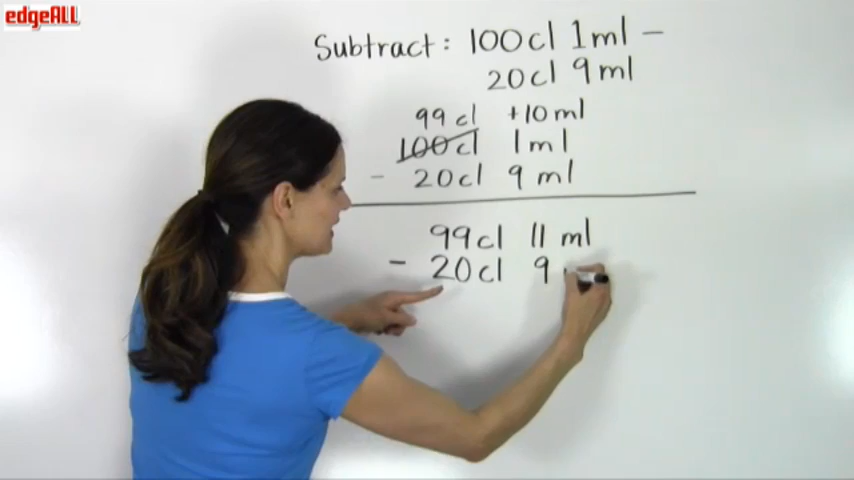 edgeALL
Subtract: 100cl 1ml −
20cl 9ml
99cl +10ml
100cl 1ml
- 20cl 9ml
99cl 11ml
- 20cl 9